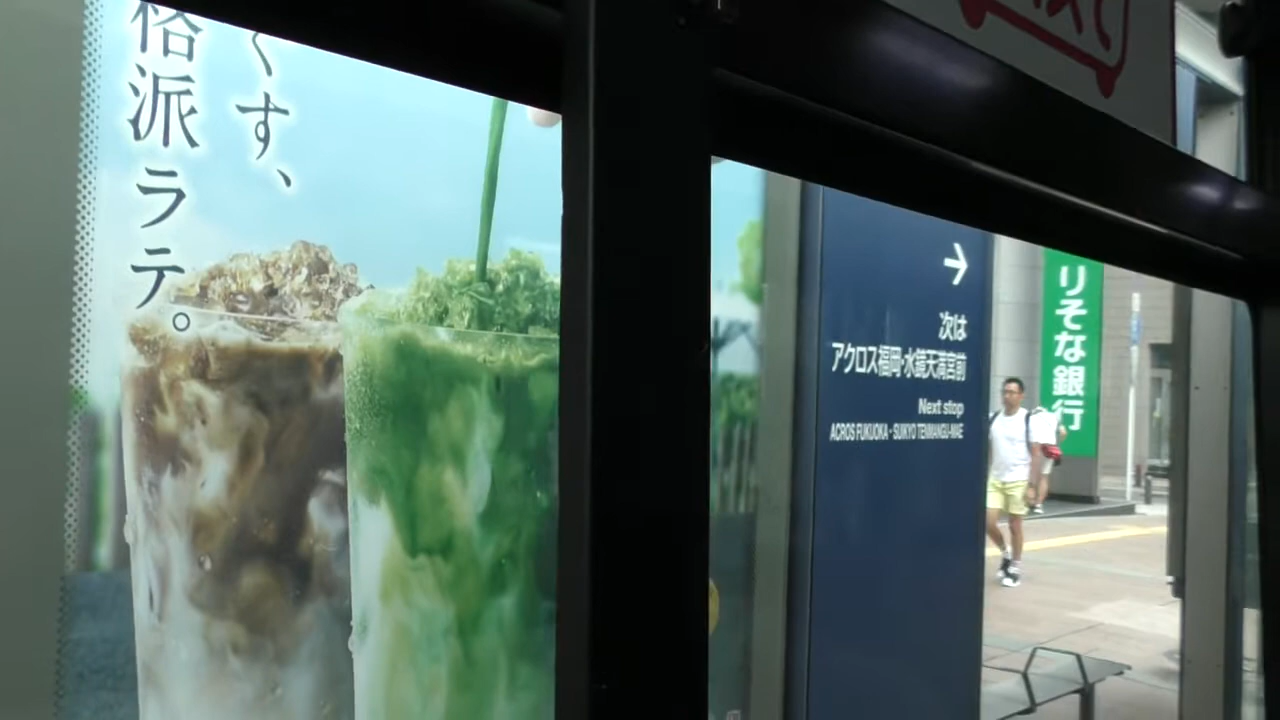 くす、
格派ラテ。
→
次は
アクロス福岡・水鏡天満宮前
Next stop
ACROS FUKUOKA・SUIKYO TENMANGU-MAE
りそな銀行